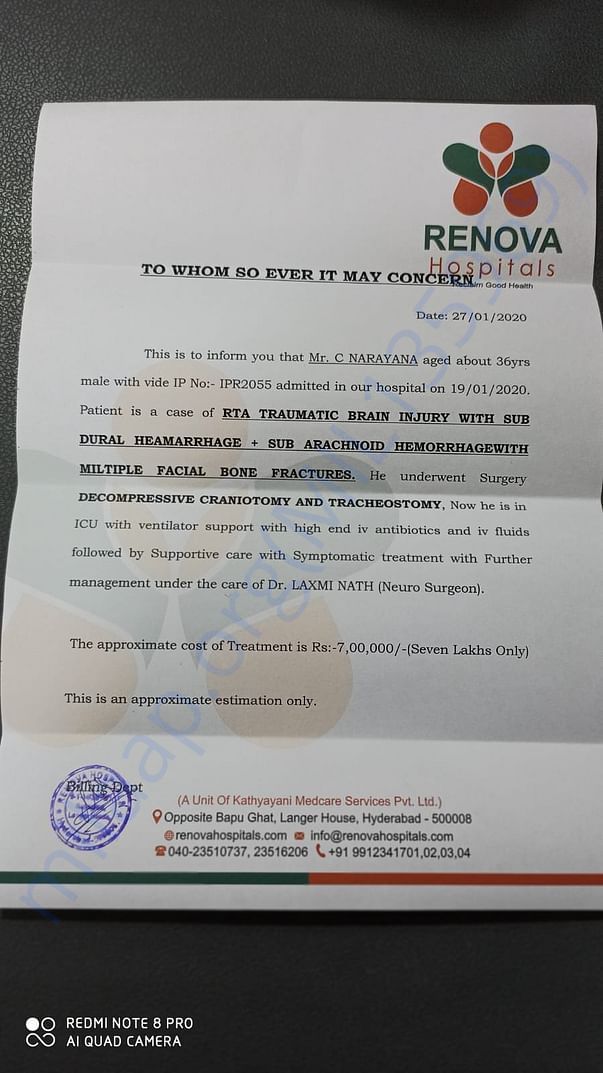 RENOVA
Hospitals
TO WHOM SO EVER IT MAY CONCERN
Good Health
Date: 27/01/2020
This is to inform you that Mr. C NARAYANA aged about 36yrs
male with vide IP No:- IPR2055 admitted in our hospital on 19/01/2020.
Patient is a case of RTA TRAUMATIC BRAIN INJURY WITH SUB
DURAL HEAMARRHAGE + SUB ARACHNOID HEMORRHAGEWITH
MILTIPLE FACIAL BONE FRACTURES. He underwent Surgery
DECOMPRESSIVE CRANIOTOMY AND TRACHEOSTOMY, Now he is in
ICU with ventilator support with high end iv antibiotics and iv fluids
followed by Supportive care with Symptomatic treatment with Further
management under the care of Dr. LAXMI NATH (Neuro Surgeon).
The approximate cost of Treatment is Rs:-7,00,000/-(Seven Lakhs Only)
This is an approximate estimation only.
Billing Dept
(A Unit Of Kathyayani Medcare Services Pvt. Ltd.)
Opposite Bapu Ghat, Langer House, Hyderabad - 500008
renovahospitals.com info@renovahospitals.com
040-23510737, 23516206 +91 9912341701,02,03,04
REDMI NOTE 8 PRO
AI QUAD CAMERA